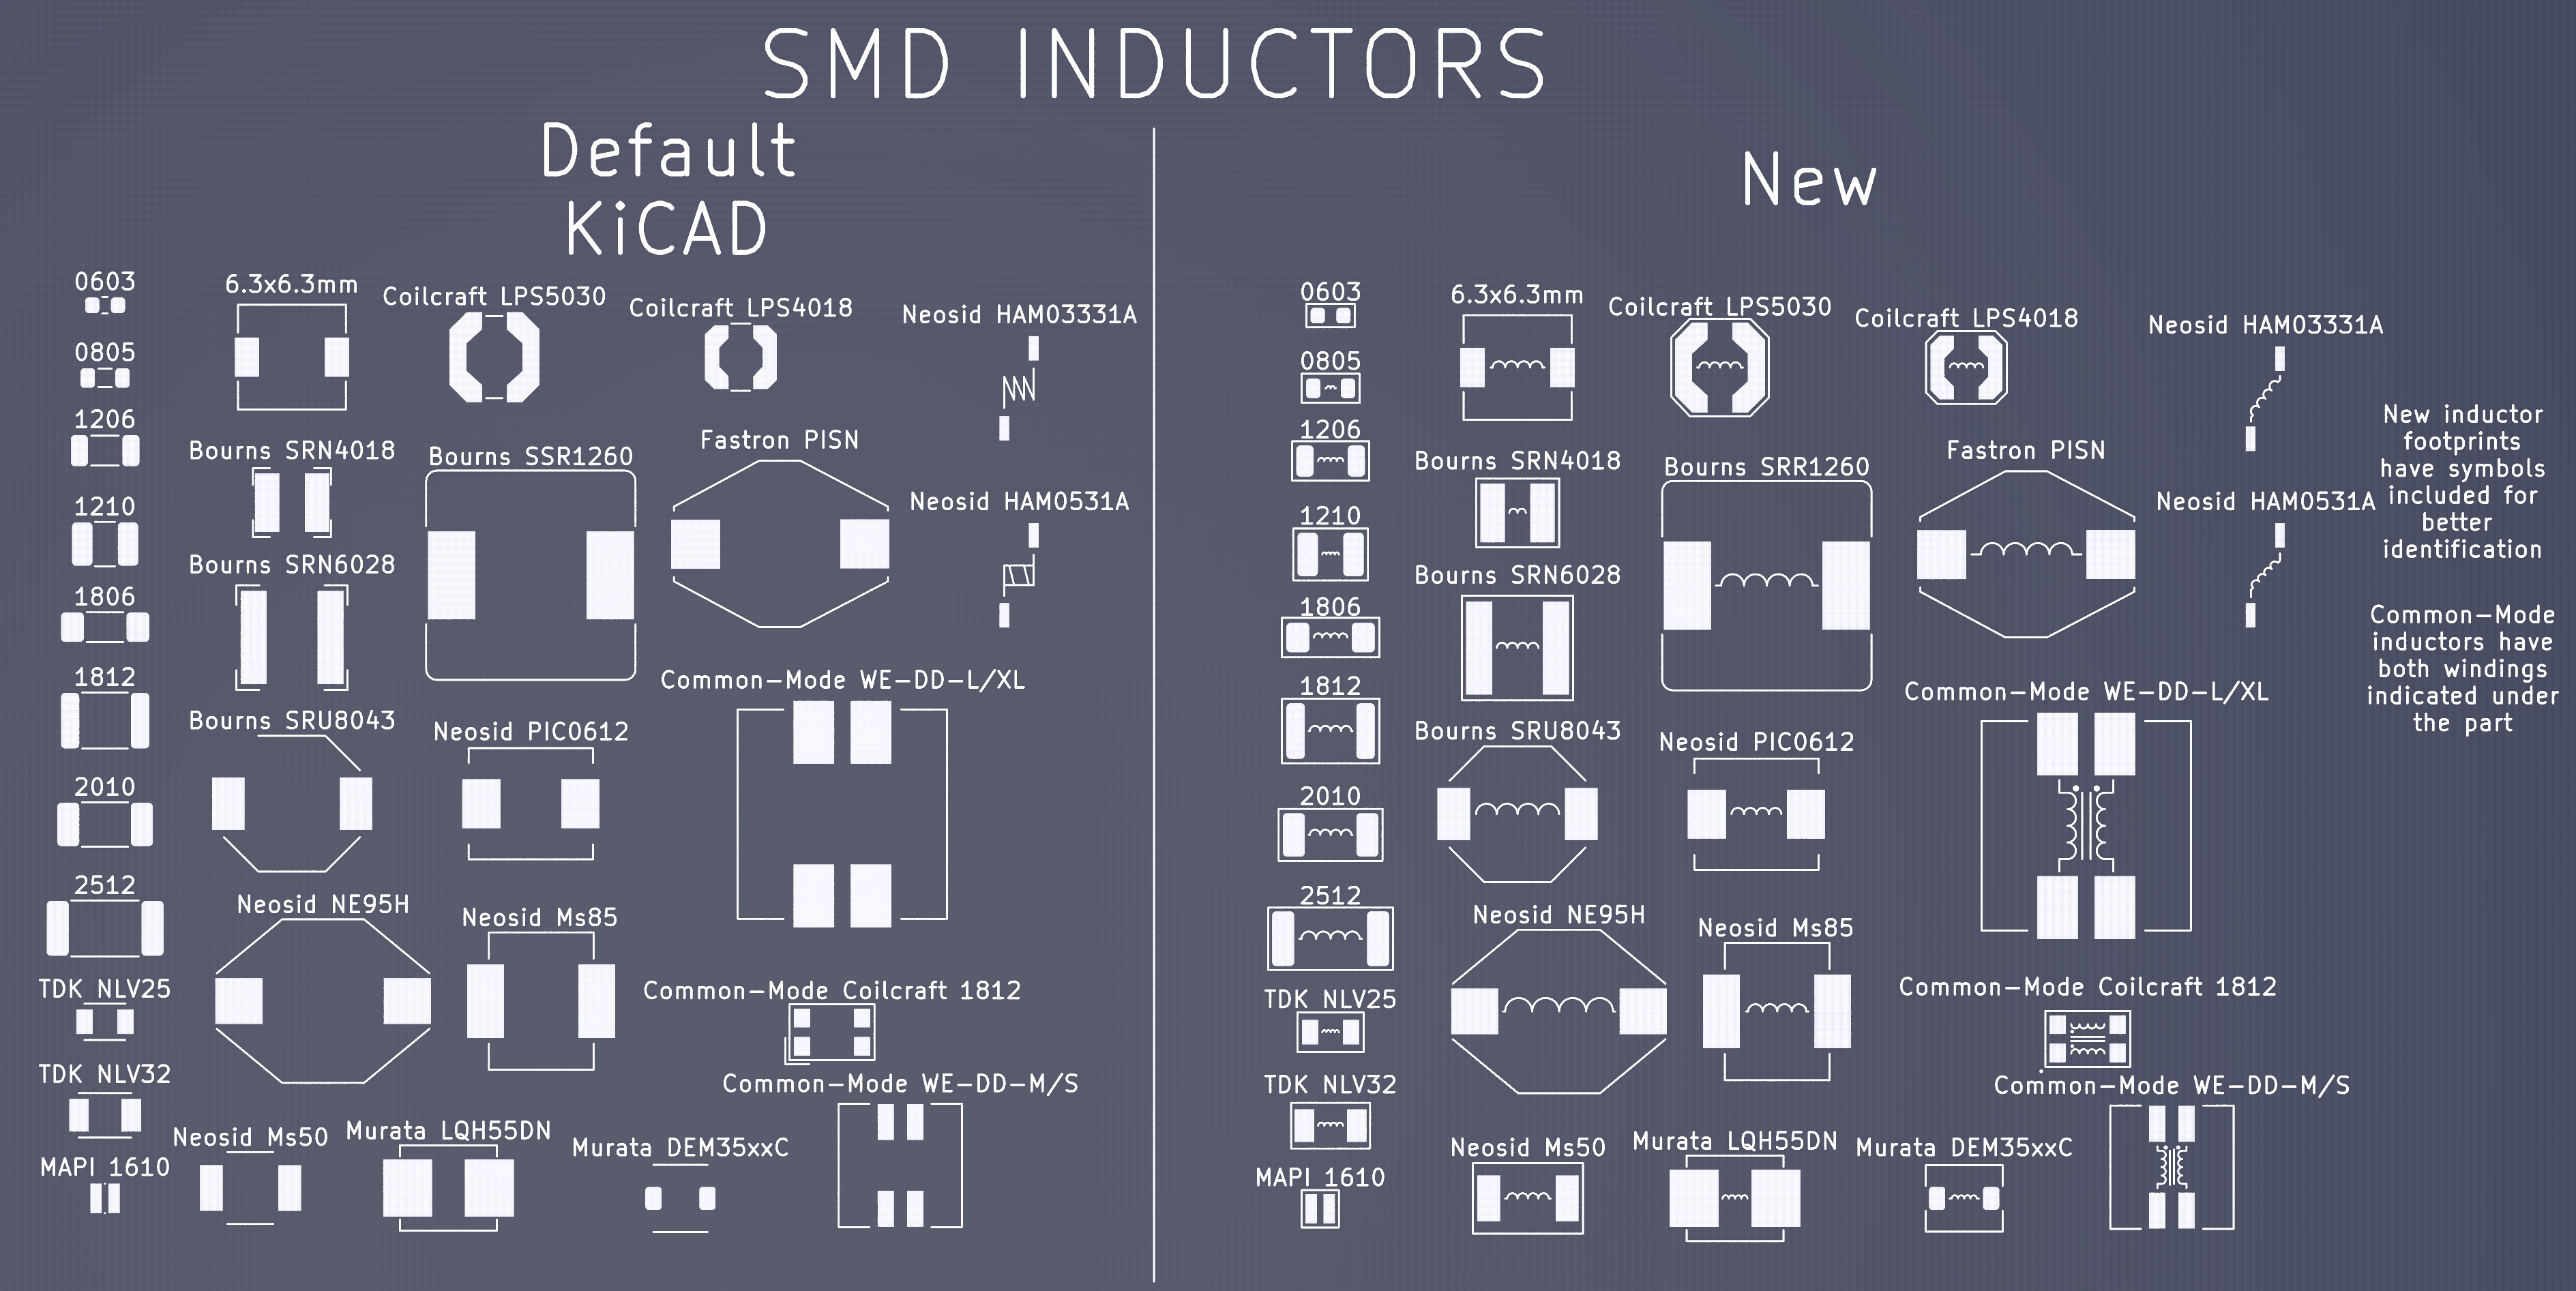 SMD INDUCTORS
Default
KiCAD
0603
6.3x6.3mm
Coilcraft LPS5030
Coilcraft LPS4018
Neosid HAM03331A
0805
1206
Bourns SRN4018
Bourns SSR1260
Fastron PISN
Neosid HAM0531A
1210
Bourns SRN6028
1806
1812
Common-Mode WE-DD-L/XL
Bourns SRU8043
Neosid PIC0612
2010
2512
Neosid NE95H
Neosid Ms85
TDK NLV25
Common-Mode Coilcraft 1812
TDK NLV32
Common-Mode WE-DD-M/S
Neosid Ms50
Murata LQH55DN
Murata DEM35xxC
MAPI 1610
New
0603
6.3x6.3mm
Coilcraft LPS5030
Coilcraft LPS4018
Neosid HAM03331A
0805
1206
Bourns SRN4018
Bourns SRR1260
Fastron PISN
Neosid HAM0531A
1210
Bourns SRN6028
1806
1812
Common-Mode WE-DD-L/XL
Bourns SRU8043
Neosid PIC0612
2010
2512
Neosid NE95H
Neosid Ms85
TDK NLV25
Common-Mode Coilcraft 1812
TDK NLV32
Common-Mode WE-DD-M/S
Neosid Ms50
Murata LQH55DN
Murata DEM35xxC
MAPI 1610
New inductor
footprints
have symbols
included for
better
identification
Common-Mode
inductors have
both windings
indicated under
the part